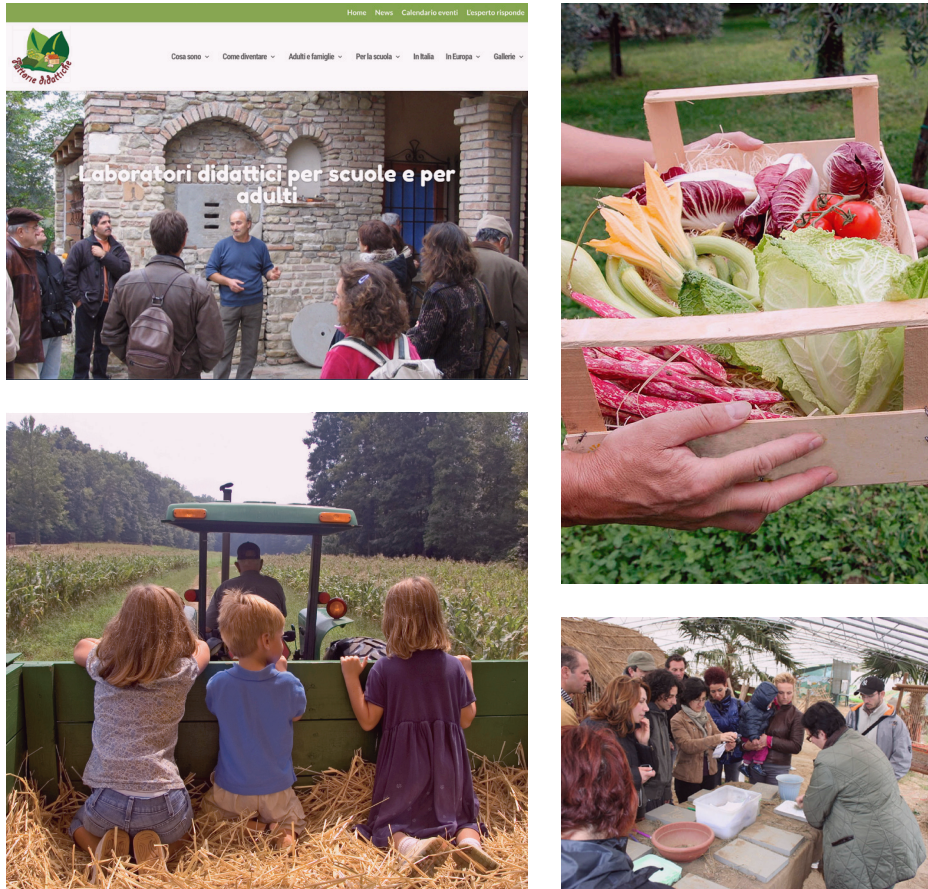 Home News Calendario eventi L'esperto risponde
Fattorie didattiche
Cosa sono Come diventare Adulti e famiglie Per la scuola In Italia In Europa Gallerie
Laboratori didattici per scuole e per
adulti